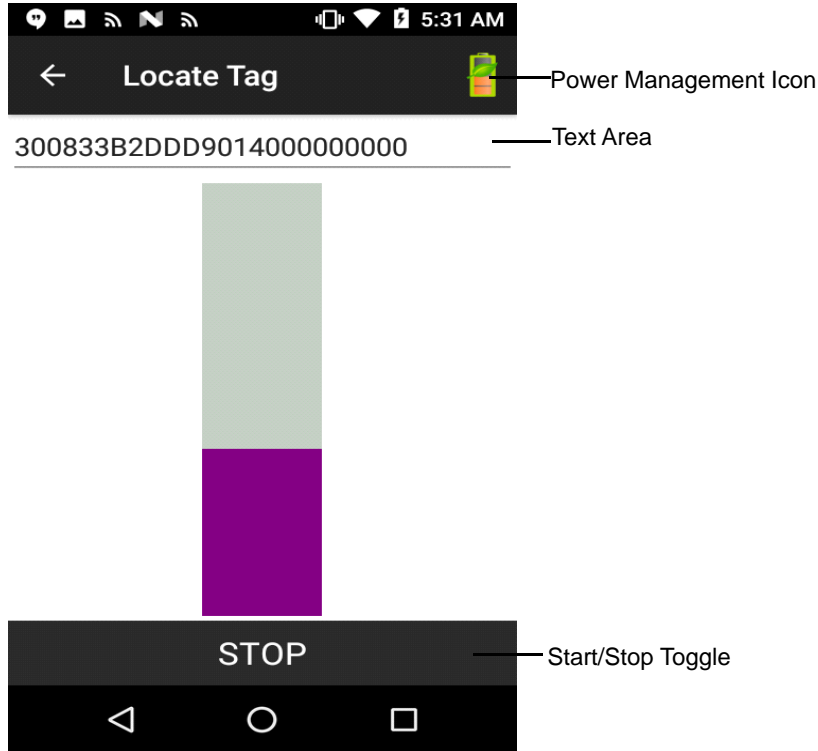 5:31 AM
Locate Tag
Power Management Icon
300833B2DDD9014000000000
Text Area
STOP
Start/Stop Toggle